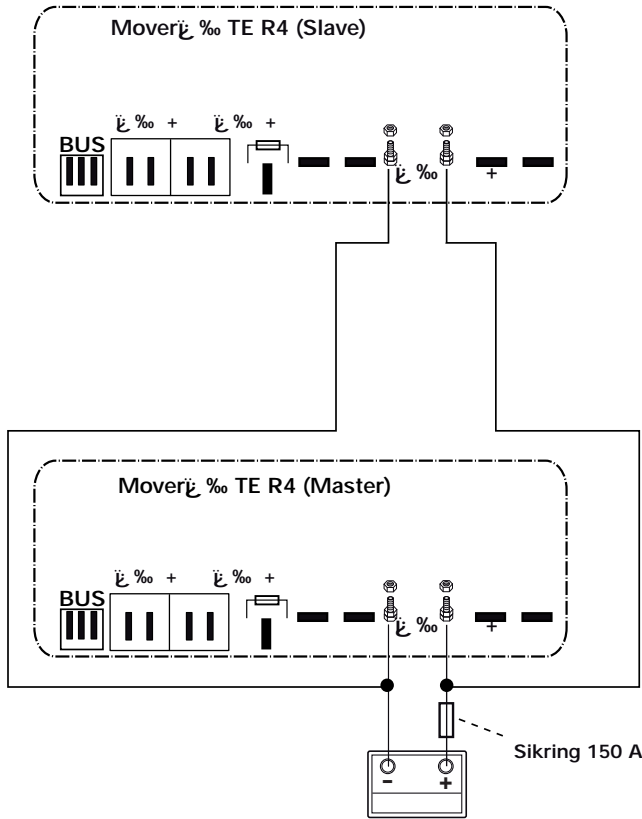 Mover ‰ TE R4 (Slave)
‰ + ‰ +
BUS
‰ +
Mover ‰ TE R4 (Master)
‰ + ‰ +
BUS
‰ +
Sikring 150 A
- +